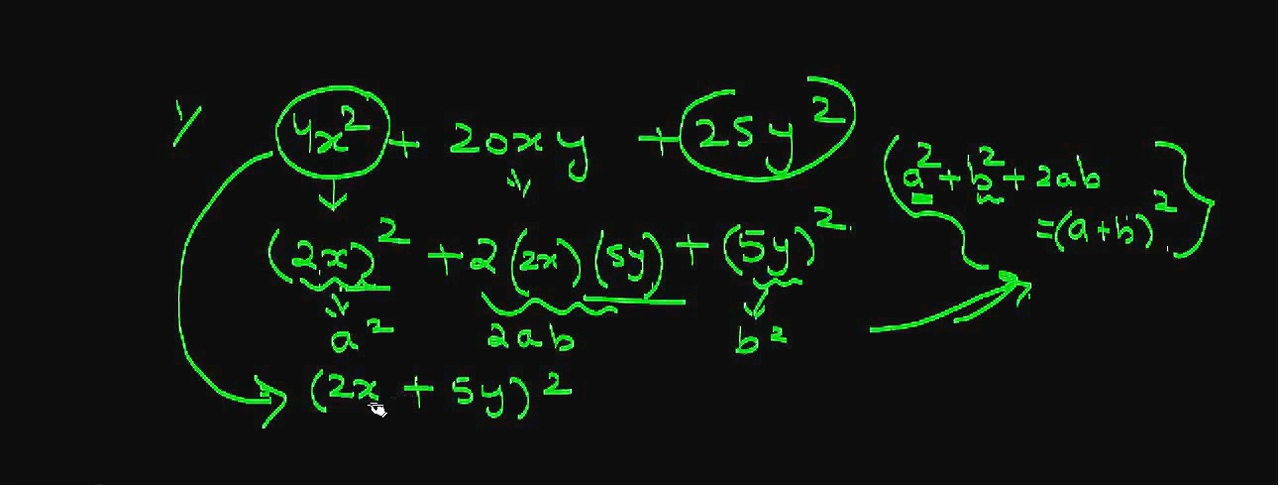 1/ 4x² + 20xy + 25y²
(2x)² + 2(2x)(5y) + (5y)²
a² 2ab b²
(2x + 5y)²
{a² + b² + 2ab
=(a+b)²}